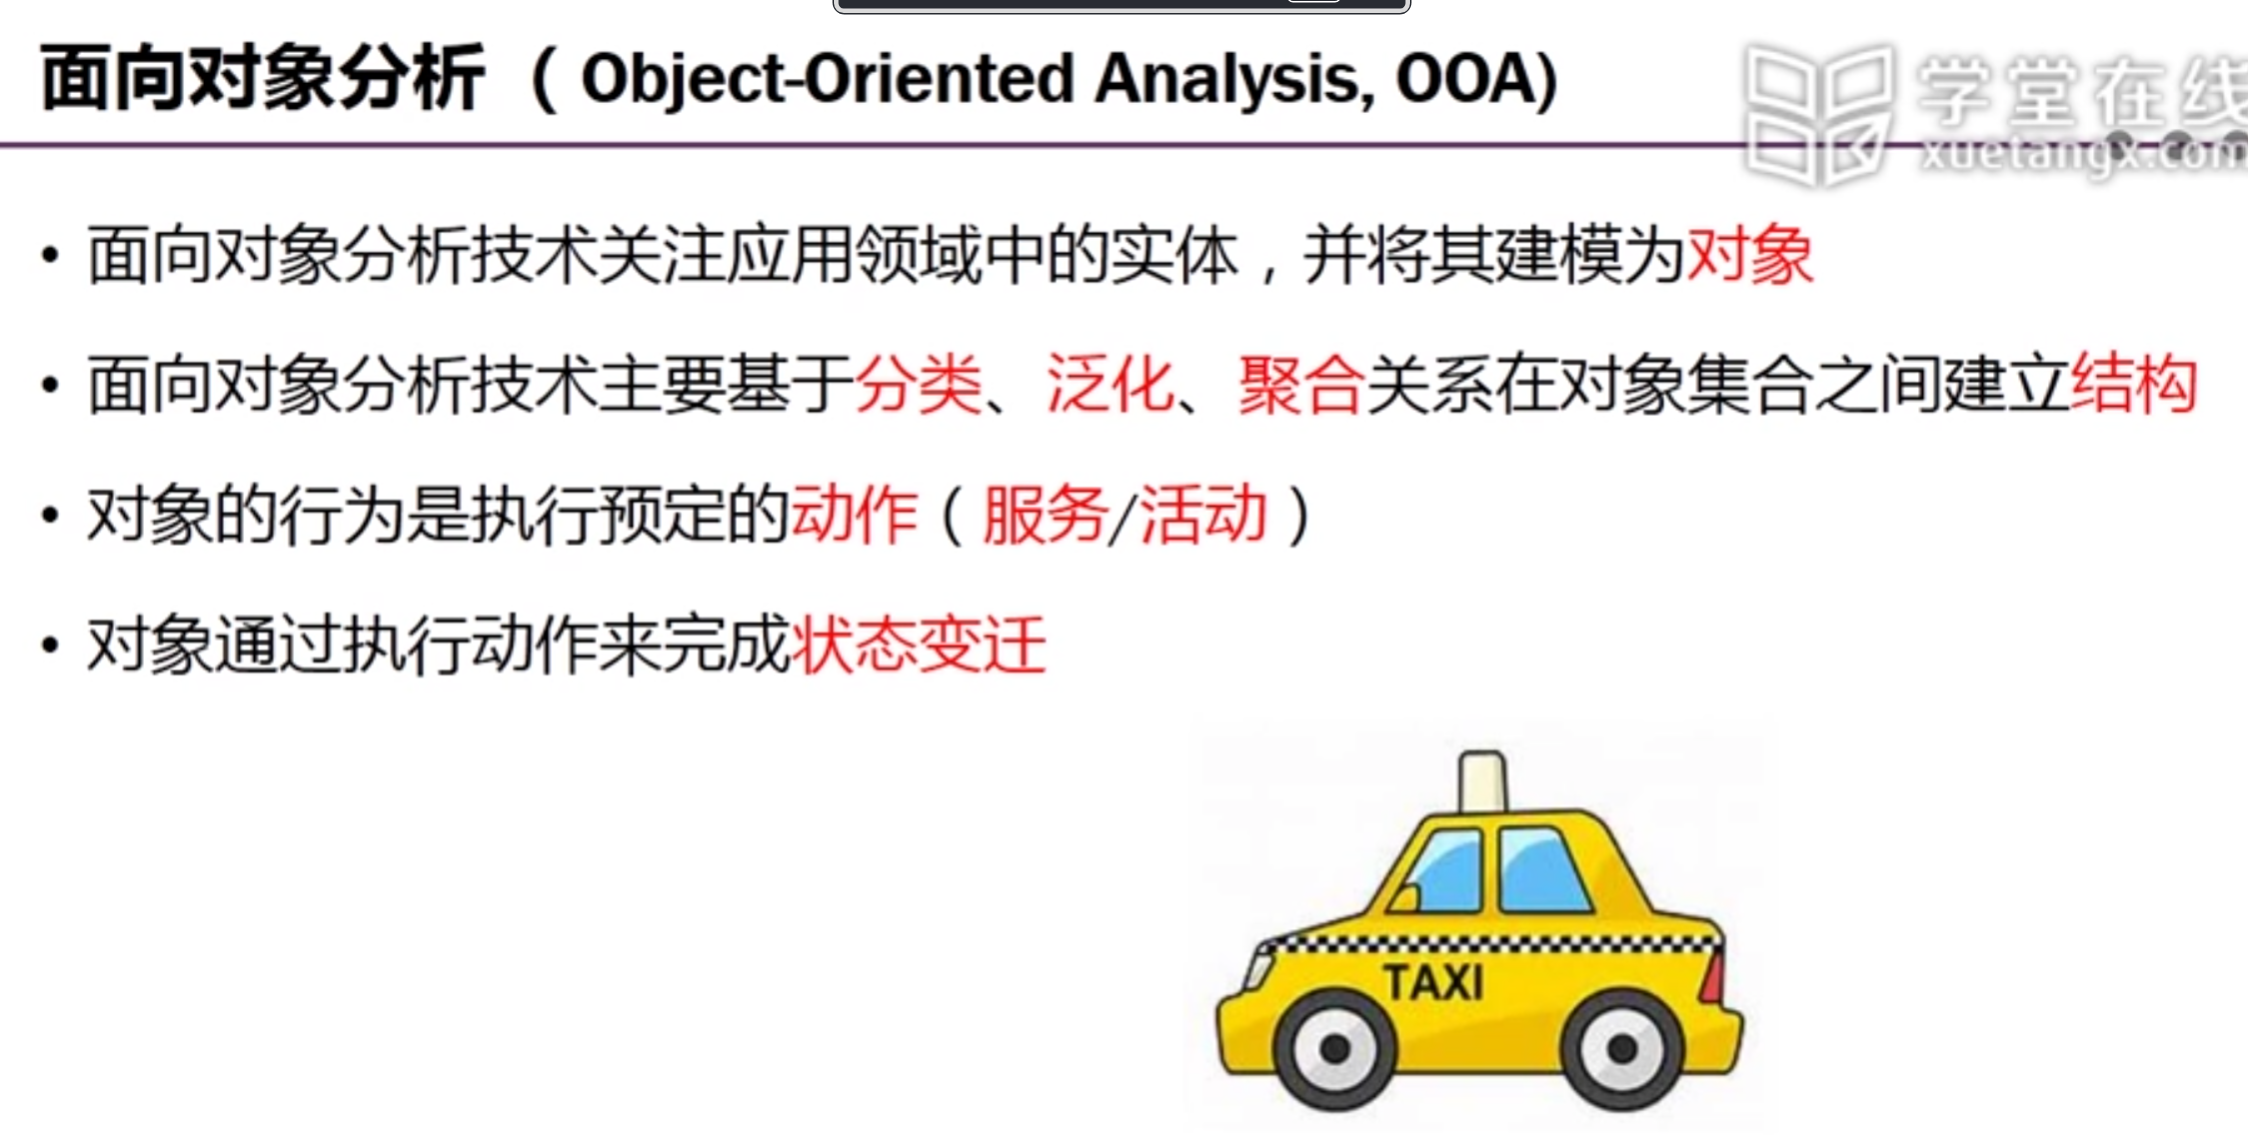 面向对象分析（ Object-Oriented Analysis, OOA)
学堂在线
xuetangx.com
• 面向对象分析技术关注应用领域中的实体，并将其建模为对象
• 面向对象分析技术主要基于分类、泛化、聚合关系在对象集合之间建立结构
• 对象的行为是执行预定的动作（服务/活动）
• 对象通过执行动作来完成状态变迁
TAXI